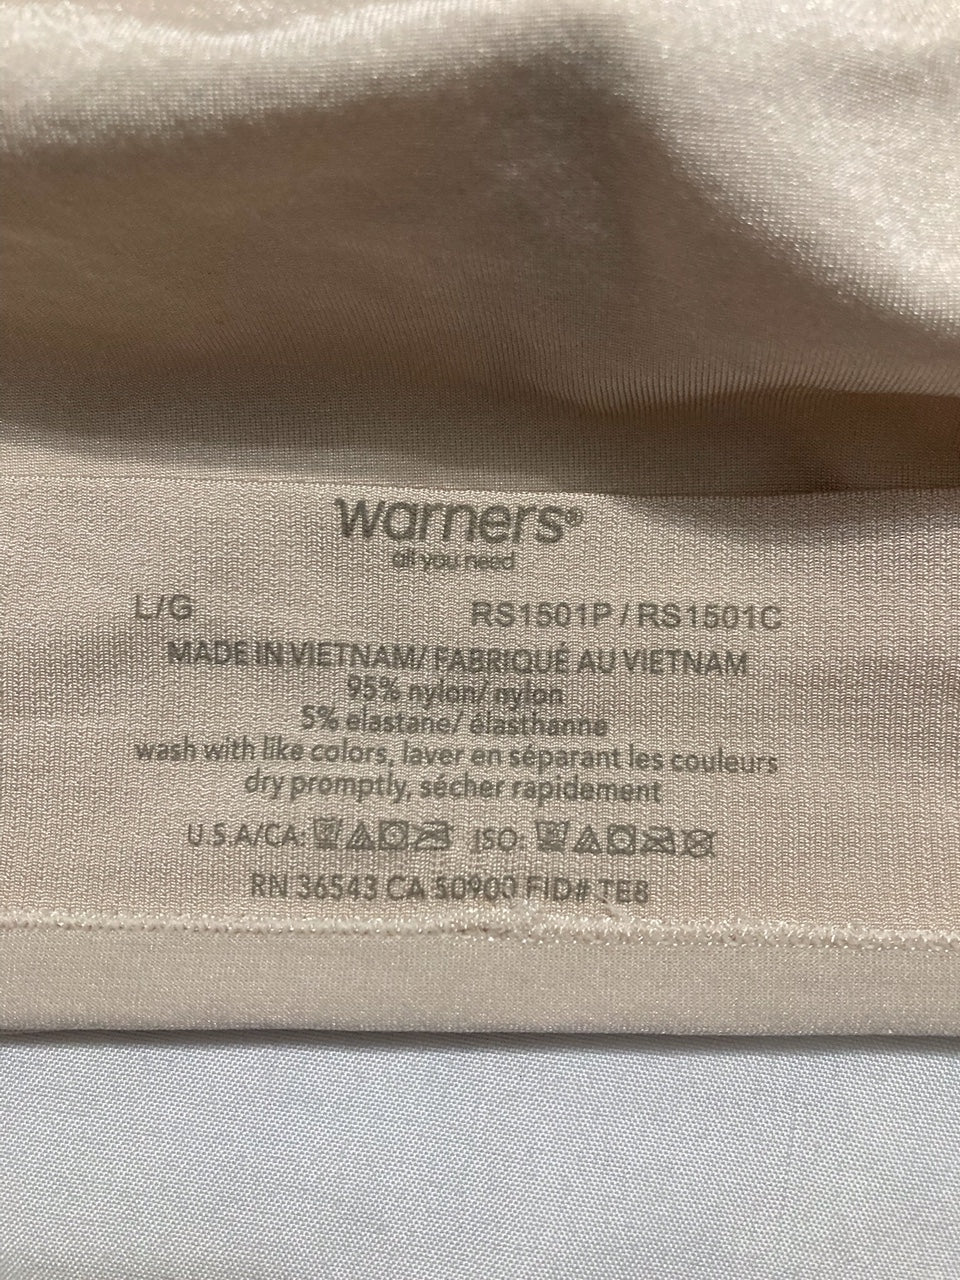 warners®
all you need
L/G RS1501P / RS1501C
MADE IN VIETNAM/ FABRIQUÉ AU VIETNAM
95% nylon/ nylon
5% elastane/ élasthanne
wash with like colors, laver en séparant les couleurs
dry promptly, sécher rapidement
U.S.A/CA: ISO:
RN 36543 CA 50900 FID# TE8